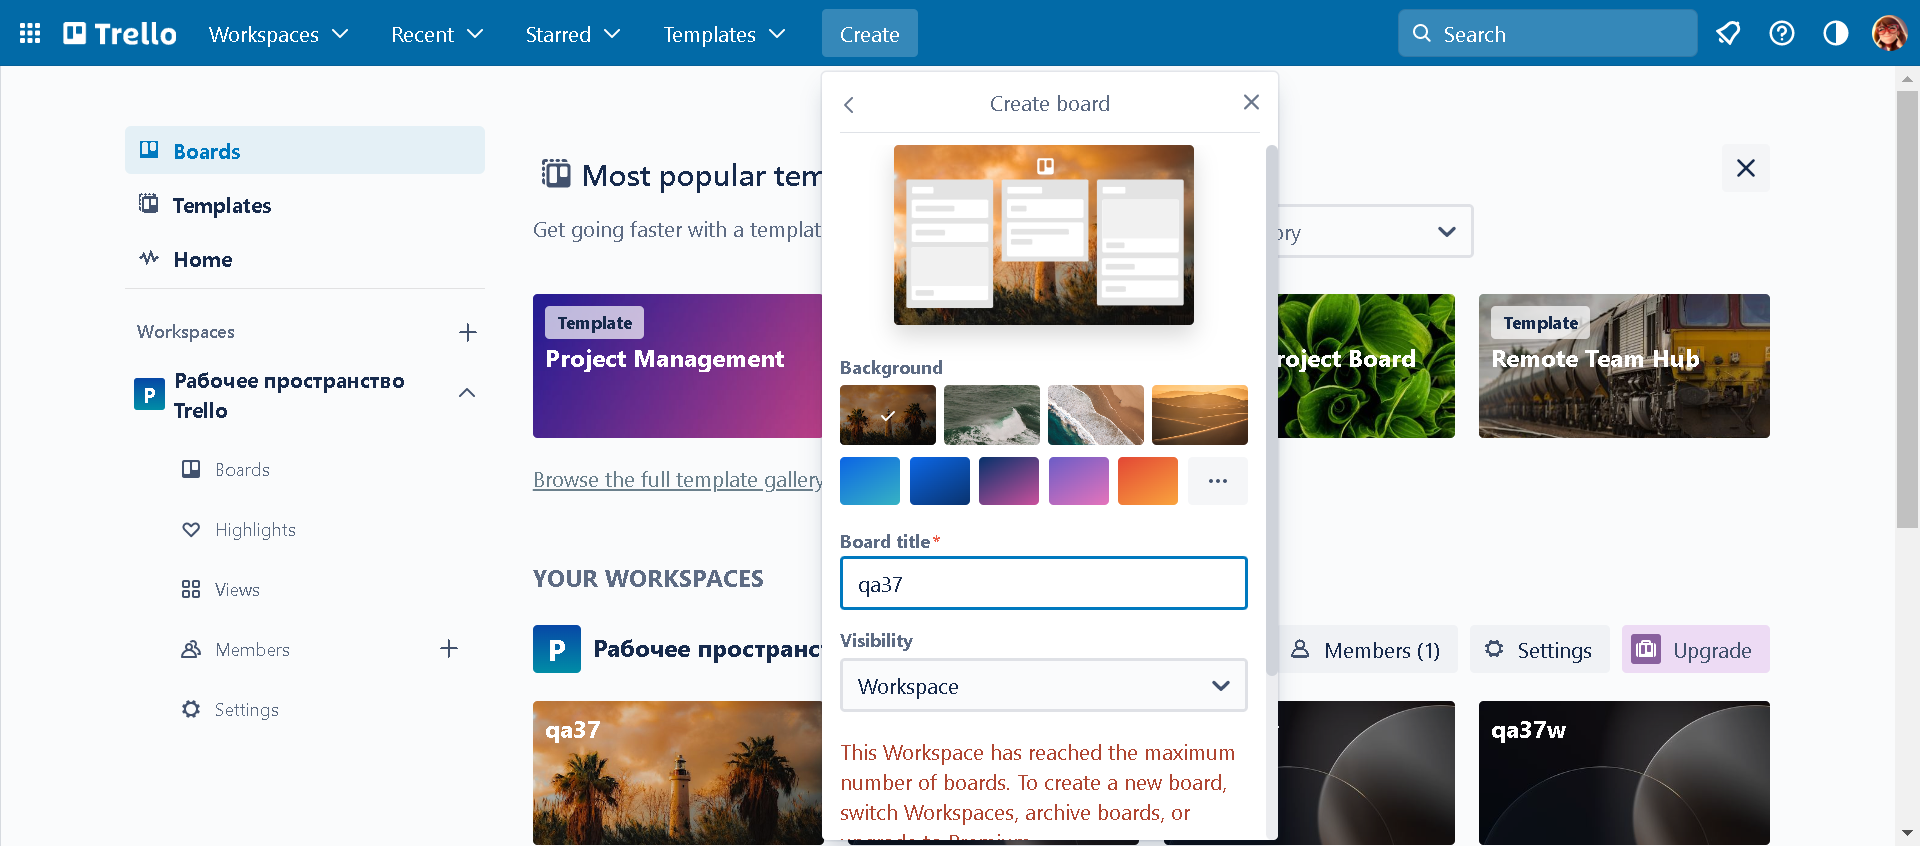 Trello
Workspaces
Recent
Starred
Templates
Create
Search
Boards
Templates
Home
Workspaces
P
Рабочее пространство
Trello
Boards
Highlights
Views
Members
Settings
Most popular tem
Get going faster with a templat
ory
Template
Project Management
roject Board
Template
Remote Team Hub
Browse the full template gallery
YOUR WORKSPACES
P
Рабочее пространс
Members (1)
Settings
Upgrade
qa37
qa37w
Create board
Background
Board title*
qa37
Visibility
Workspace
This Workspace has reached the maximum
number of boards. To create a new board,
switch Workspaces, archive boards, or
upgrade to Premium